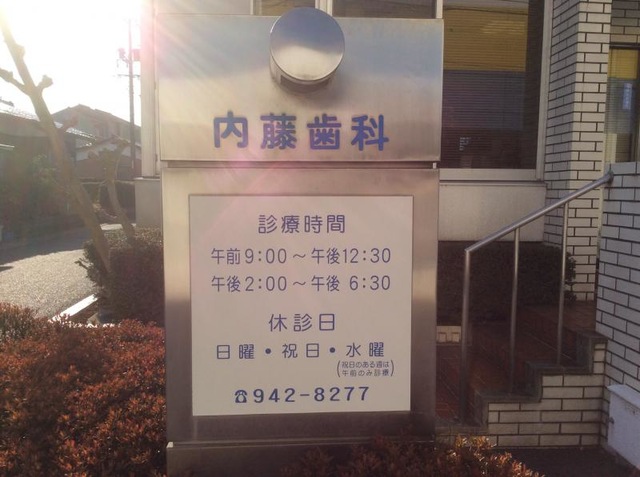 内藤歯科
診療時間
午前9:00～午後12:30
午後2:00～午後 6:30
休診日
日曜・祝日・水曜
(祝日のある週は
午前のみ診療)
☎942-8277